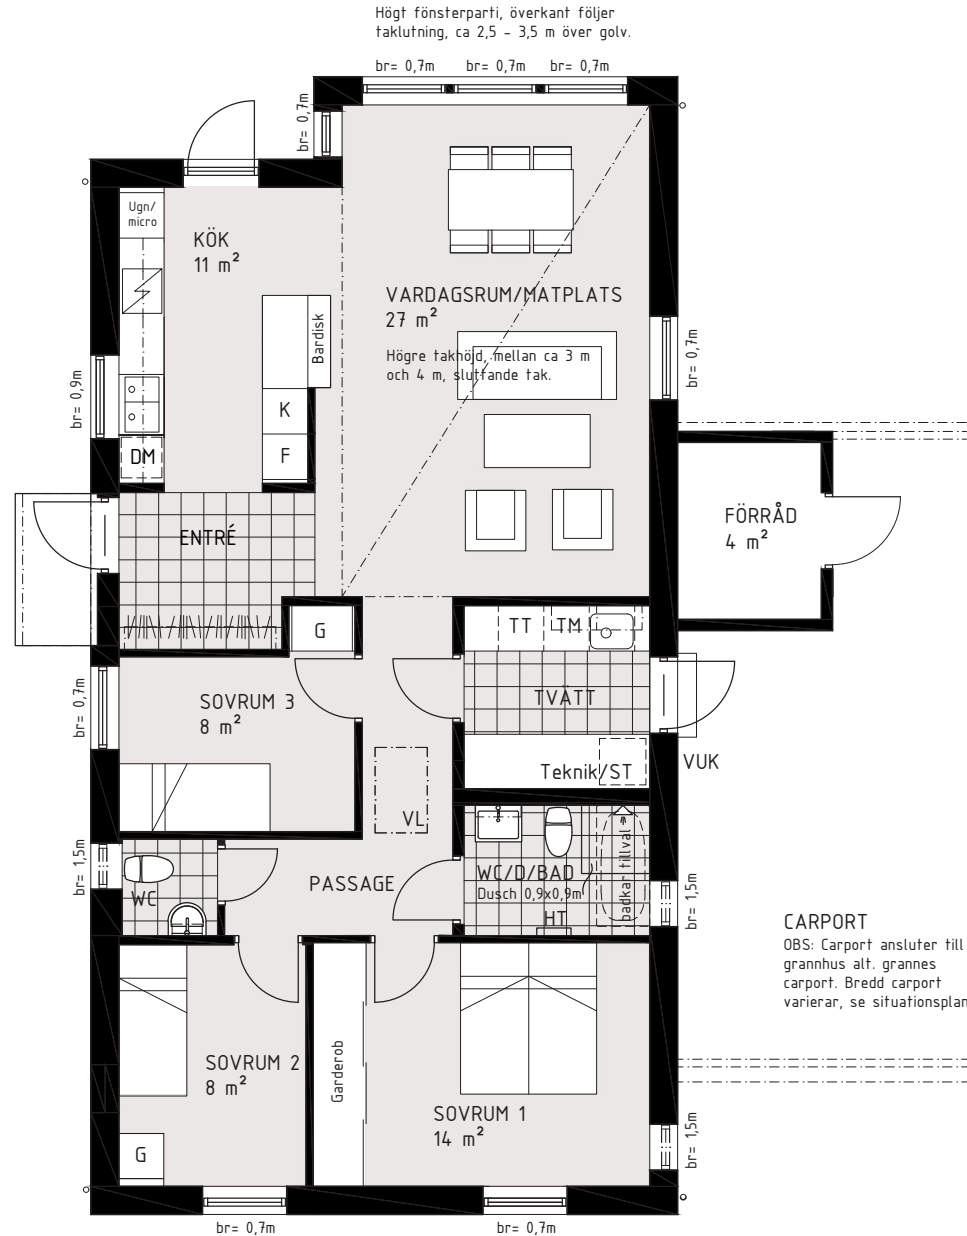 Högt fönsterparti, överkant följer
taklutning, ca 2,5 - 3,5 m över golv.
br= 0,7m
br= 0,7m
br= 0,7m
br= 0,7m
Ugn/
micro
KÖK
11 m²
VARDAGSRUM/MATPLATS
27 m²
Bardisk
Högre takhöjd, mellan ca 3 m
och 4 m, sluttande tak.
br= 0,7m
br= 0,9m
K
F
DM
ENTRÉ
FÖRRÅD
4 m²
G
TT
TM
SOVRUM 3
8 m²
br= 0,7m
TVÄTT
VUK
Teknik/ST
VL
br= 1,5m
WC
PASSAGE
WC/D/BAD
Dusch 0,9x0,9m
HT
badkar tillval
br= 1,5m
CARPORT
OBS: Carport ansluter till
grannhus alt. grannes
carport. Bredd carport
varierar, se situationsplan
SOVRUM 2
8 m²
Garderob
SOVRUM 1
14 m²
br= 1,5m
G
br= 0,7m
br= 0,7m